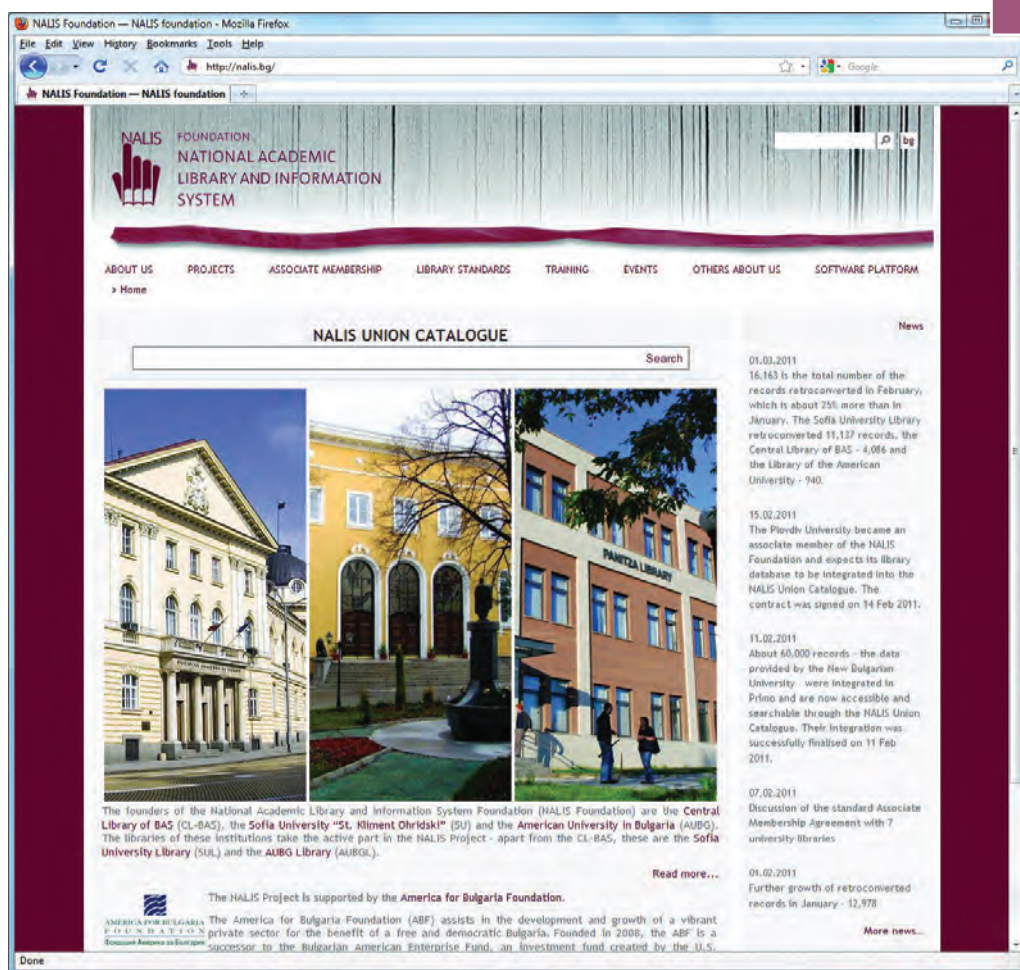 NALIS Foundation — NALIS foundation - Mozilla Firefox
File Edit View History Bookmarks Tools Help
http://nalis.bg/
Google
NALIS Foundation — NALIS foundation
NALIS
FOUNDATION
NATIONAL ACADEMIC
LIBRARY AND INFORMATION
SYSTEM
bg
ABOUT US PROJECTS ASSOCIATE MEMBERSHIP LIBRARY STANDARDS TRAINING EVENTS OTHERS ABOUT US SOFTWARE PLATFORM
> Home
NALIS UNION CATALOGUE
Search
PANITZA LIBRARY
The founders of the National Academic Library and Information System Foundation (NALIS Foundation) are the Central
Library of BAS (CL-BAS), the Sofia University "St. Kliment Ohridski" (SU) and the American University in Bulgaria (AUBG).
The libraries of these institutions take the active part in the NALIS Project - apart from the CL-BAS, these are the Sofia
University Library (SUL) and the AUBG Library (AUBGL).
Read more...
The NALIS Project is supported by the America for Bulgaria Foundation.
AMERICA FOR BULGARIA
FOUNDATION
Фондация Америка за България
The America for Bulgaria Foundation (ABF) assists in the development and growth of a vibrant
private sector for the benefit of a free and democratic Bulgaria. Founded in 2008, the ABF is a
successor to the Bulgarian American Enterprise Fund, an investment fund created by the U.S.
News
01.03.2011
16,163 is the total number of the
records retroconverted in February,
which is about 25% more than in
January. The Sofia University Library
retroconverted 11,137 records, the
Central Library of BAS - 4,086 and
the Library of the American
University - 940.
15.02.2011
The Plovdiv University became an
associate member of the NALIS
Foundation and expects its library
database to be integrated into the
NALIS Union Catalogue. The
contract was signed on 14 Feb 2011.
11.02.2011
About 60,000 records - the data
provided by the New Bulgarian
University - were integrated in
Primo and are now accessible and
searchable through the NALIS Union
Catalogue. Their integration was
successfully finalised on 11 Feb
2011.
07.02.2011
Discussion of the standard Associate
Membership Agreement with 7
university libraries
01.02.2011
Further growth of retroconverted
records in January - 12,978
More news...
Done